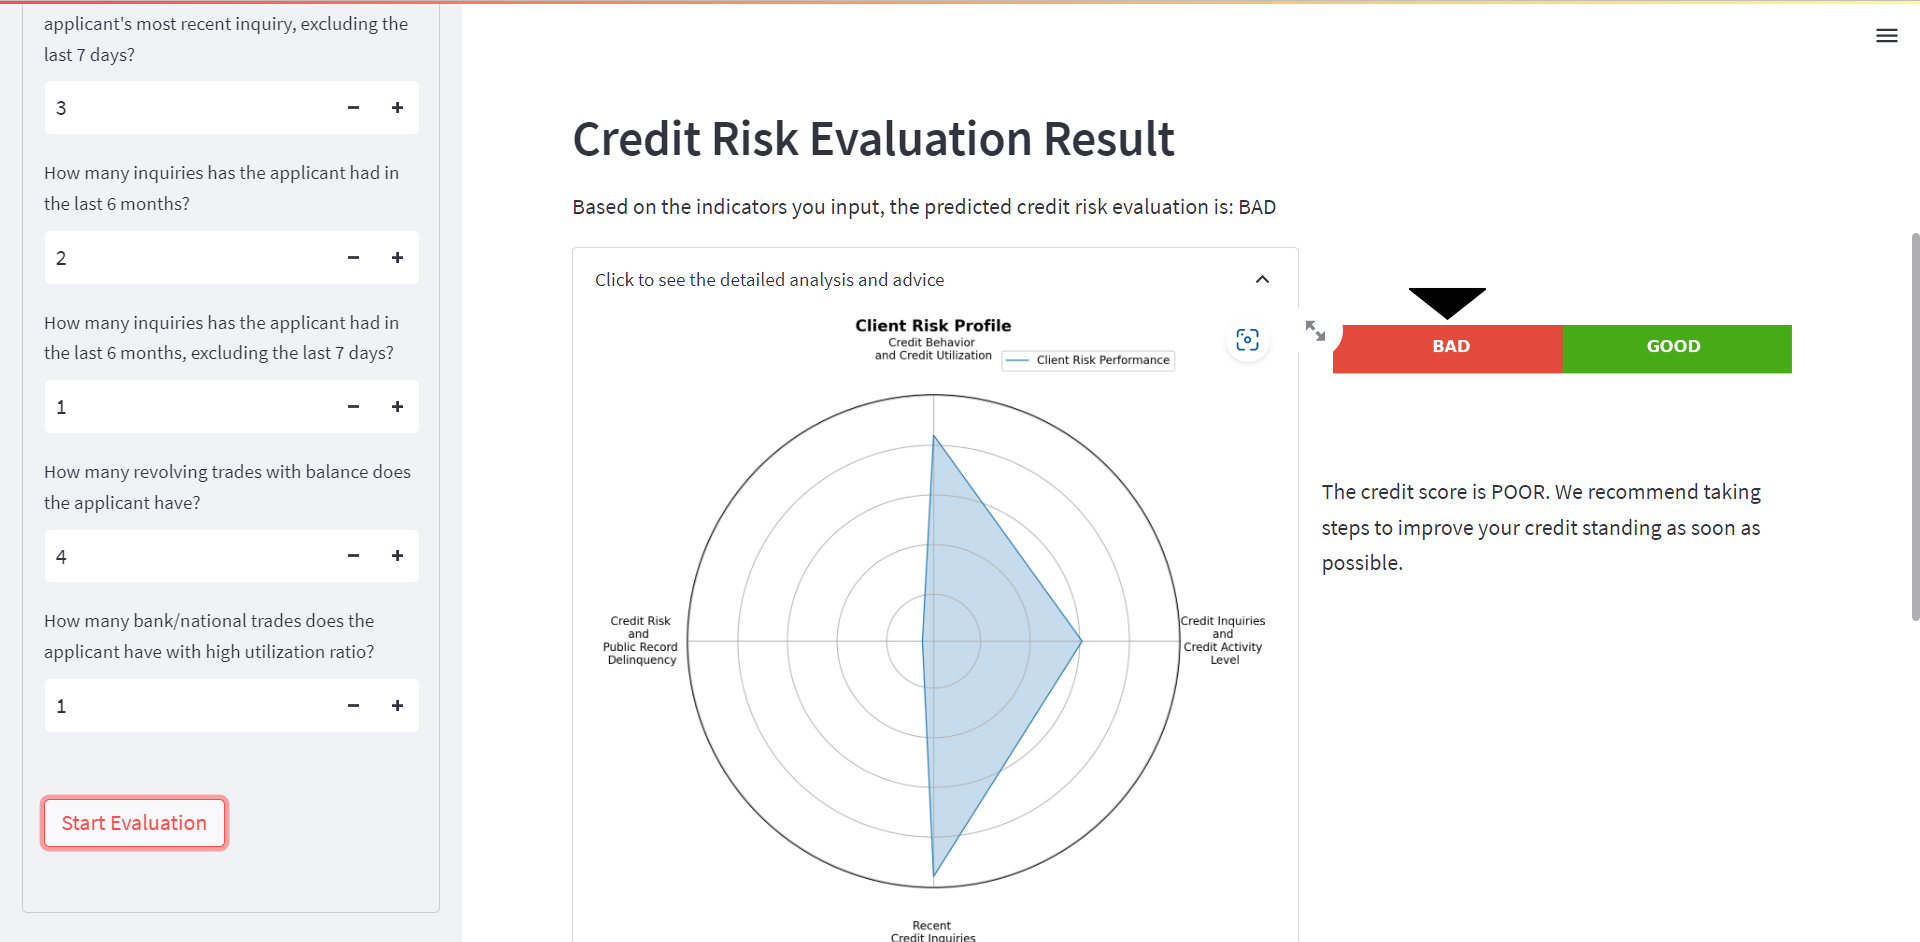 applicant's most recent inquiry, excluding the
last 7 days?
3
How many inquiries has the applicant had in
the last 6 months?
2
How many inquiries has the applicant had in
the last 6 months, excluding the last 7 days?
1
How many revolving trades with balance does
the applicant have?
4
How many bank/national trades does the
applicant have with high utilization ratio?
1
Start Evaluation
Credit Risk Evaluation Result
Based on the indicators you input, the predicted credit risk evaluation is: BAD
Click to see the detailed analysis and advice
Client Risk Profile
Credit Behavior
and Credit Utilization
Client Risk Performance
Credit Risk
and
Public Record
Delinquency
Credit Inquiries
and
Credit Activity
Level
Recent
Credit Inquiries
BAD
GOOD
The credit score is POOR. We recommend taking
steps to improve your credit standing as soon as
possible.